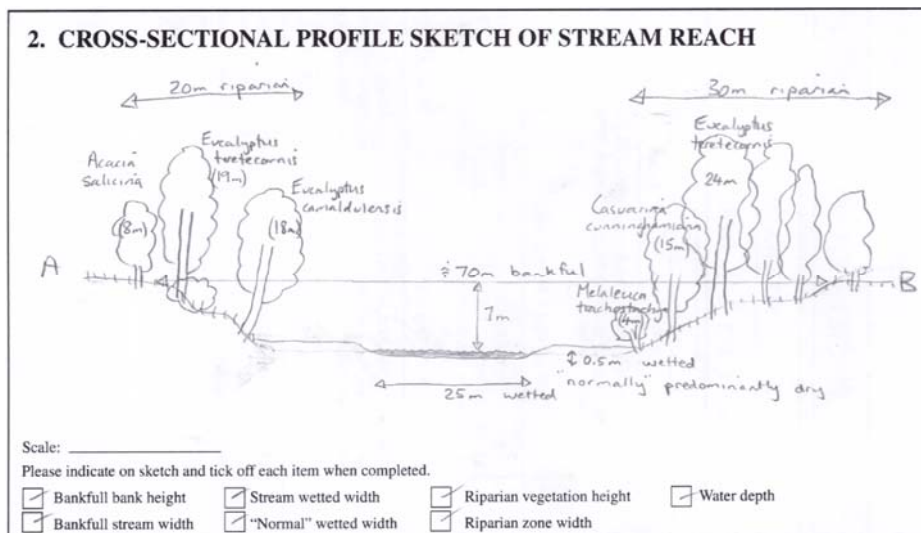 2. CROSS-SECTIONAL PROFILE SKETCH OF STREAM REACH
20m riparian
30m riparian
Acacia
salicina
(8m)
Eucalyptus
teretecornis
(19m)
Eucalyptus
camaldulensis
(18m)
Eucalyptus
teretecornis
24m
Casuarina
cunninghamiana
(15m)
Melaleuca
trachostachya
(4m)
A
B
≑ 70m bankful
7m
0.5m wetted
"normally" predominantly dry
25m wetted
Scale:
Please indicate on sketch and tick off each item when completed.
Bankfull bank height
Stream wetted width
Riparian vegetation height
Water depth
Bankfull stream width
"Normal" wetted width
Riparian zone width